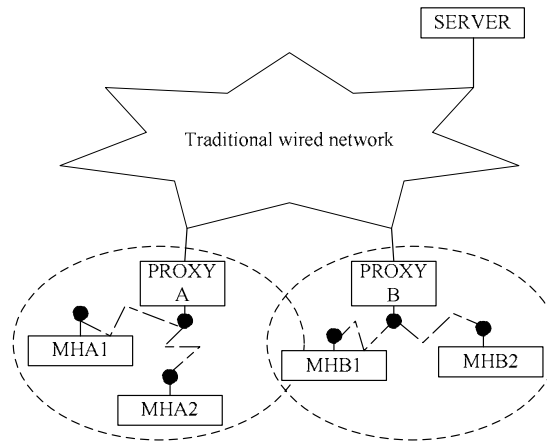 SERVER
Traditional wired network
PROXY
A
PROXY
B
MHA1
MHA2
MHB1
MHB2